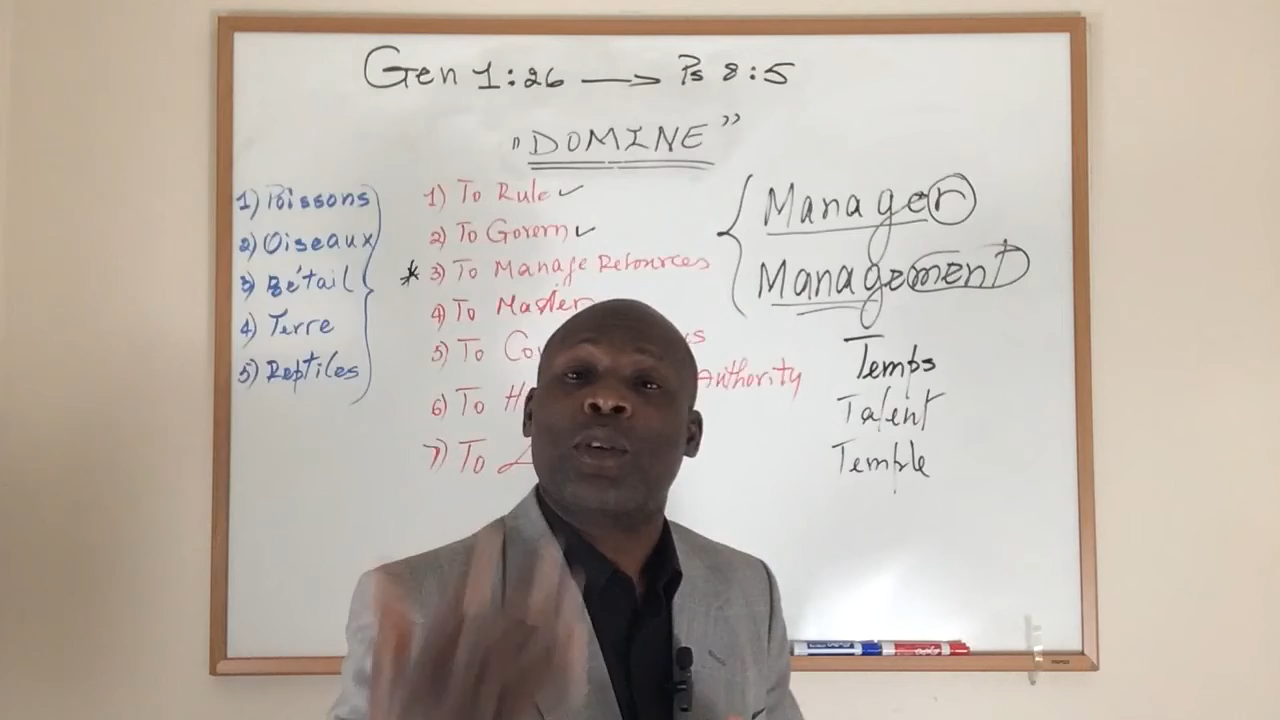 Gen 1:26 → Ps 8:5
"DOMINE"
1) Poissons
2) Oiseaux
3) Bétail
4) Terre
5) Reptiles
1) To Rule ✓
2) To Govern ✓
* 3) To Manage Resources
4) To Master
5) To
6) To Authority
7) To
Manager
Management
Temps
Talent
Temple